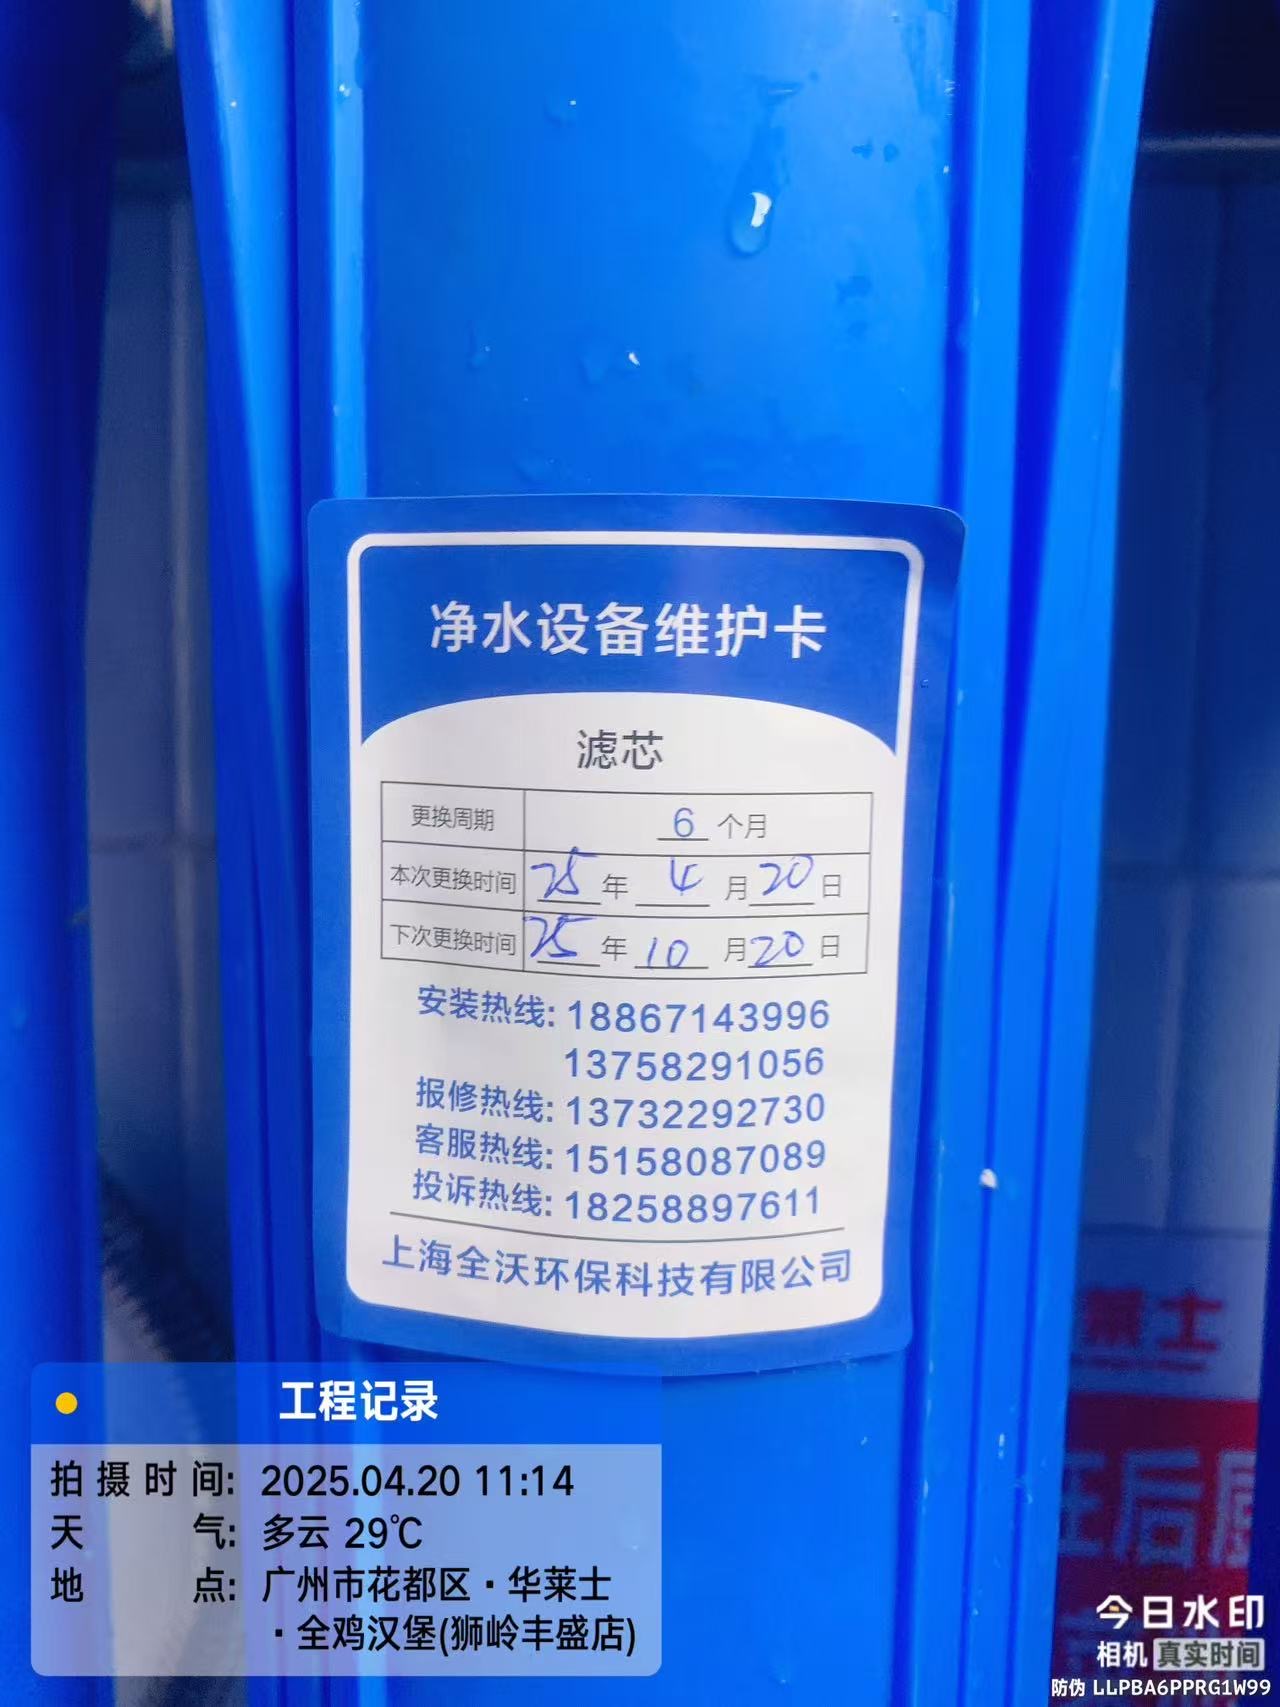 净水设备维护卡
滤芯
更换周期 6 个月
本次更换时间 25 年 4 月 20 日
下次更换时间 25 年 10 月 20 日
安装热线: 18867143996
13758291056
报修热线: 13732292730
客服热线: 15158087089
投诉热线: 18258897611
上海全沃环保科技有限公司
莱士
后厨
工程记录
拍摄时间: 2025.04.20 11:14
天气: 多云 29℃
地点: 广州市花都区·华莱士
·全鸡汉堡(狮岭丰盛店)
今日水印
相机 真实时间
防伪 LLPBA6PPRG1W99